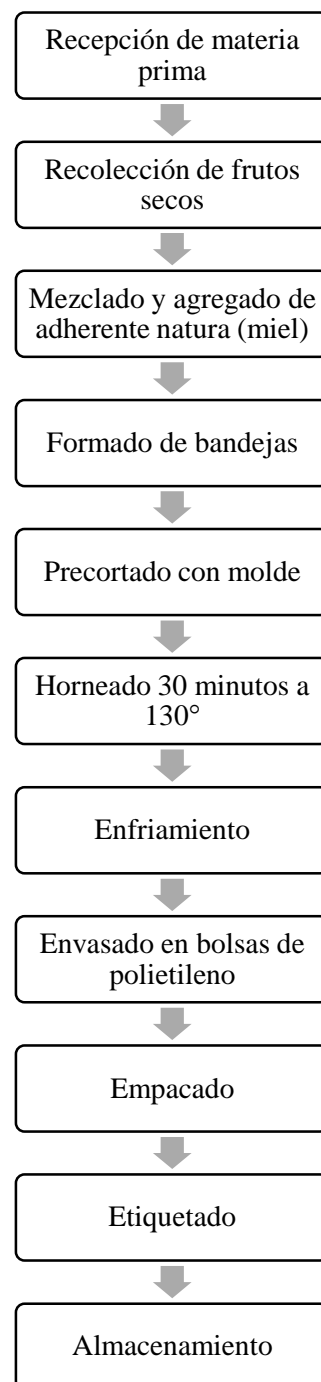 Recepción de materia
prima
Recolección de frutos
secos
Mezclado y agregado de
adherente natura (miel)
Formado de bandejas
Precortado con molde
Horneado 30 minutos a
130°
Enfriamiento
Envasado en bolsas de
polietileno
Empacado
Etiquetado
Almacenamiento